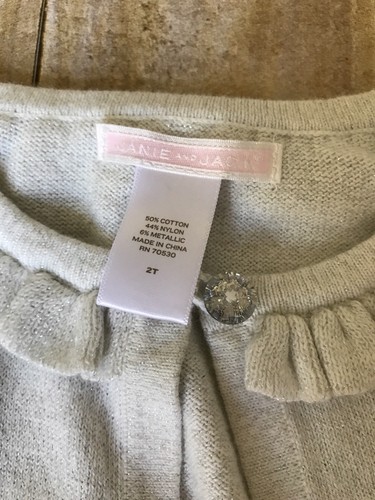 JANIE AND JACK
50% COTTON
44% NYLON
6% METALLIC
MADE IN CHINA
RN 70530
2T